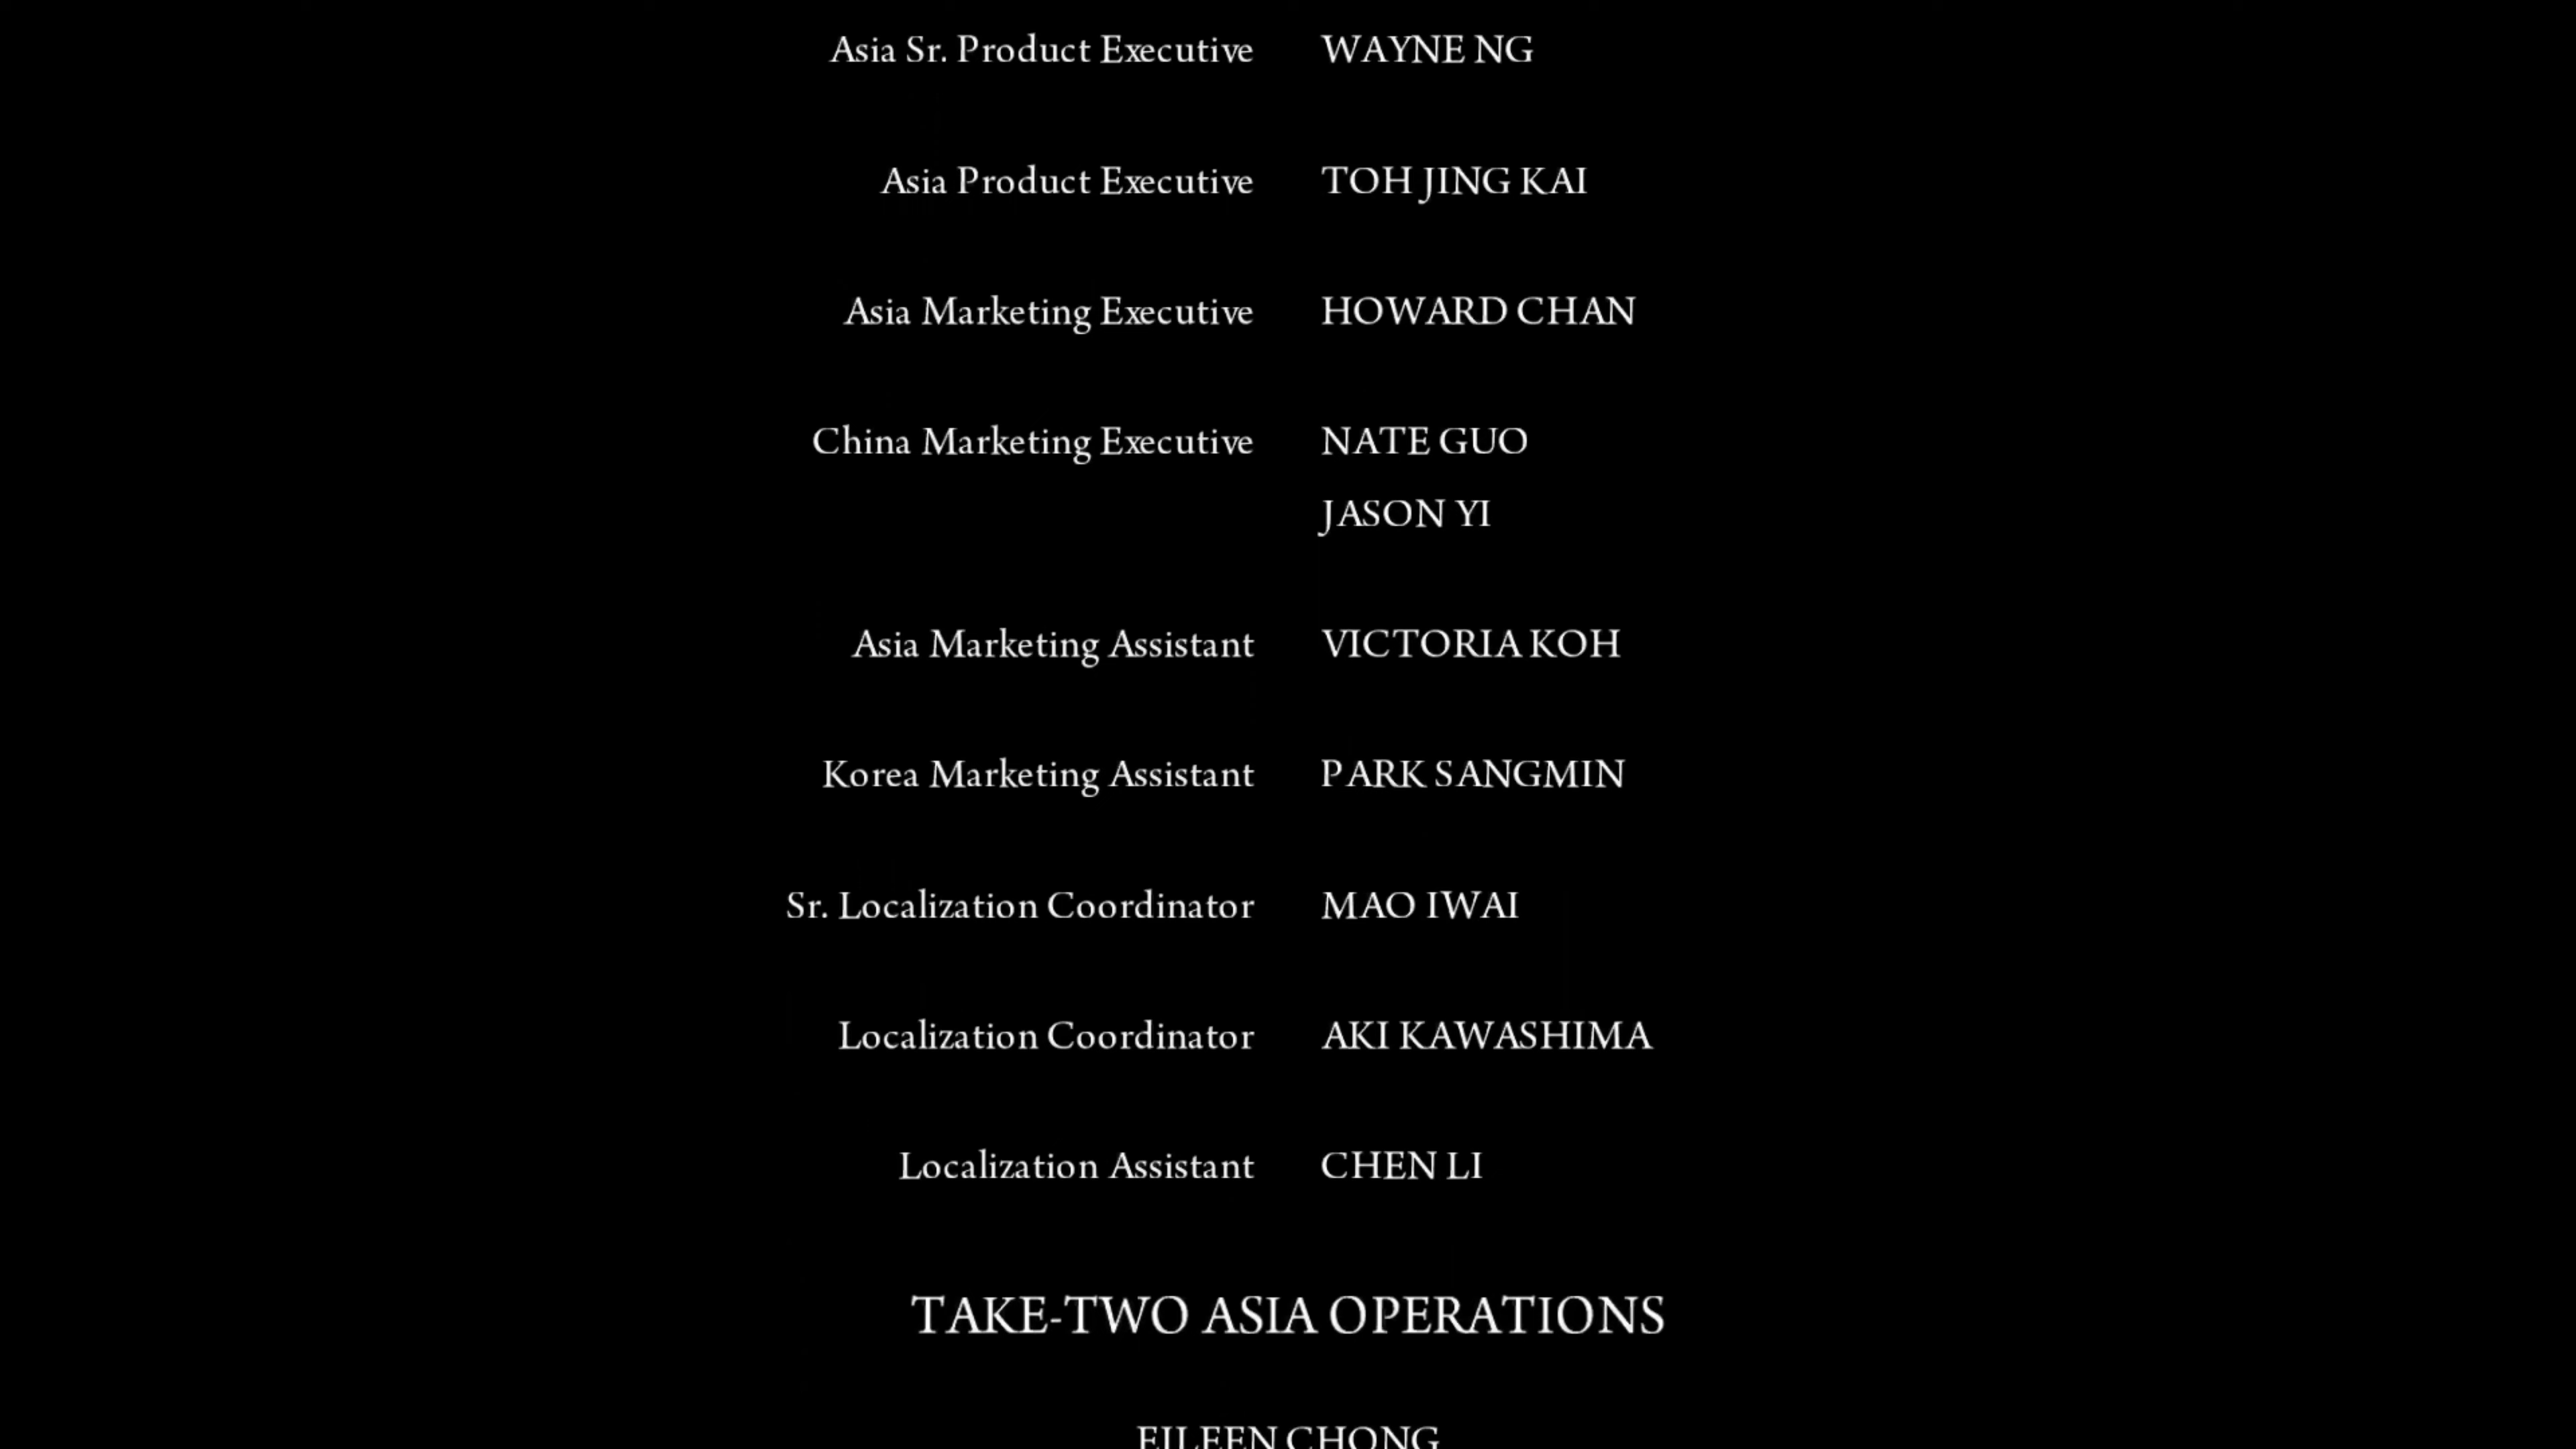 Asia Sr. Product Executive WAYNE NG
Asia Product Executive TOH JING KAI
Asia Marketing Executive HOWARD CHAN
China Marketing Executive NATE GUO
JASON YI
Asia Marketing Assistant VICTORIA KOH
Korea Marketing Assistant PARK SANGMIN
Sr. Localization Coordinator MAO IWAI
Localization Coordinator AKI KAWASHIMA
Localization Assistant CHEN LI
TAKE-TWO ASIA OPERATIONS
EILEEN CHONG